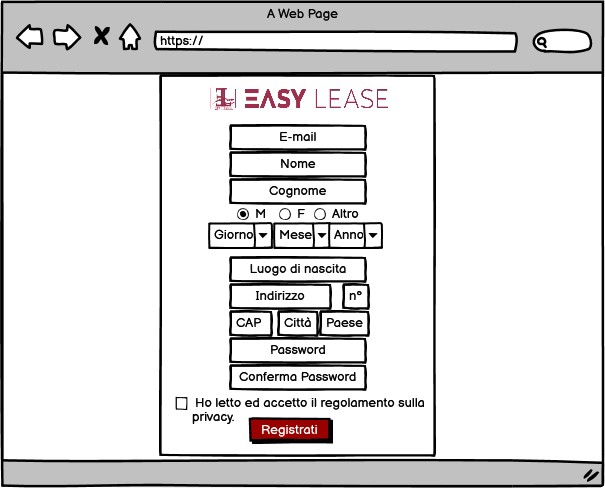 A Web Page
https://
EASY LEASE
E-mail
Nome
Cognome
M F Altro
Giorno Mese Anno
Luogo di nascita
Indirizzo n°
CAP Città Paese
Password
Conferma Password
Ho letto ed accetto il regolamento sulla
privacy.
Registrati